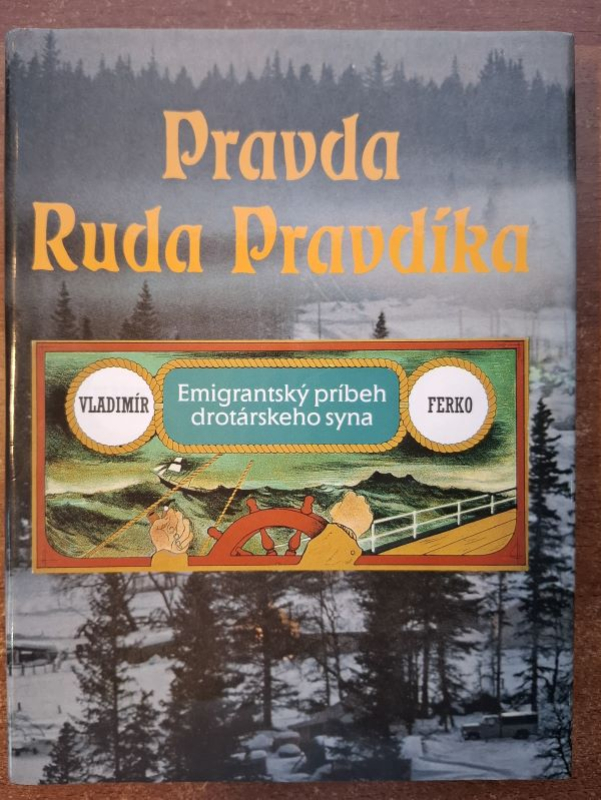 Pravda
Ruda Pravdíka
VLADIMÍR
Emigrantský príbeh
drotárskeho syna
FERKO